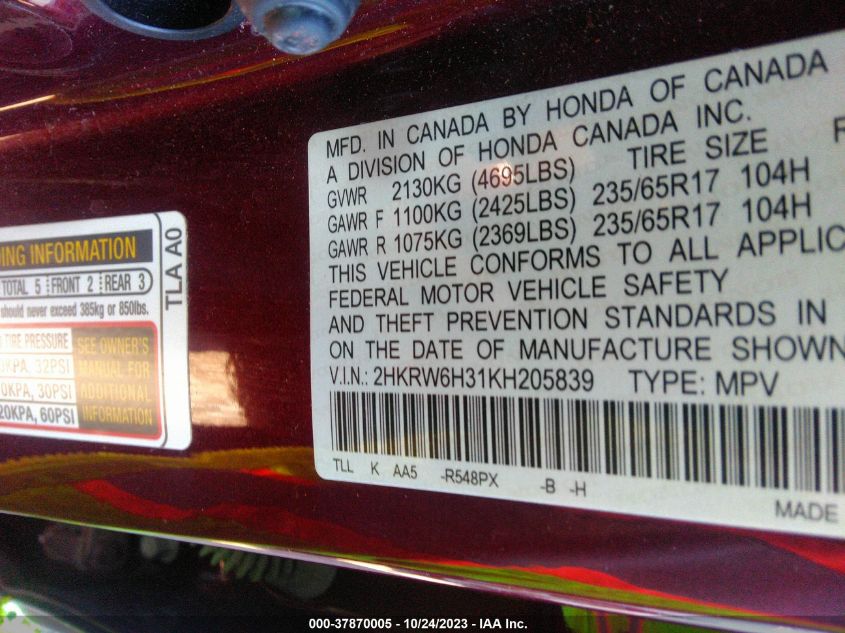 DING INFORMATION
TOTAL 5 FRONT 2 REAR 3
should never exceed 385kg or 850lbs.
TIRE PRESSURE
KPA, 32PSI
0KPA, 30PSI
20KPA, 60PSI
SEE OWNER'S
MANUAL FOR
ADDITIONAL
INFORMATION
TLA A0
MFD. IN CANADA BY HONDA OF CANADA
A DIVISION OF HONDA CANADA INC.
GVWR 2130KG (4695LBS) TIRE SIZE R
GAWR F 1100KG (2425LBS) 235/65R17 104H
GAWR R 1075KG (2369LBS) 235/65R17 104H
THIS VEHICLE CONFORMS TO ALL APPLIC
FEDERAL MOTOR VEHICLE SAFETY
AND THEFT PREVENTION STANDARDS IN
ON THE DATE OF MANUFACTURE SHOWN
V.I.N.: 2HKRW6H31KH205839 TYPE: MPV
TLL K AA5 -R548PX -B -H
MADE
000-37870005 - 10/24/2023 - IAA Inc.